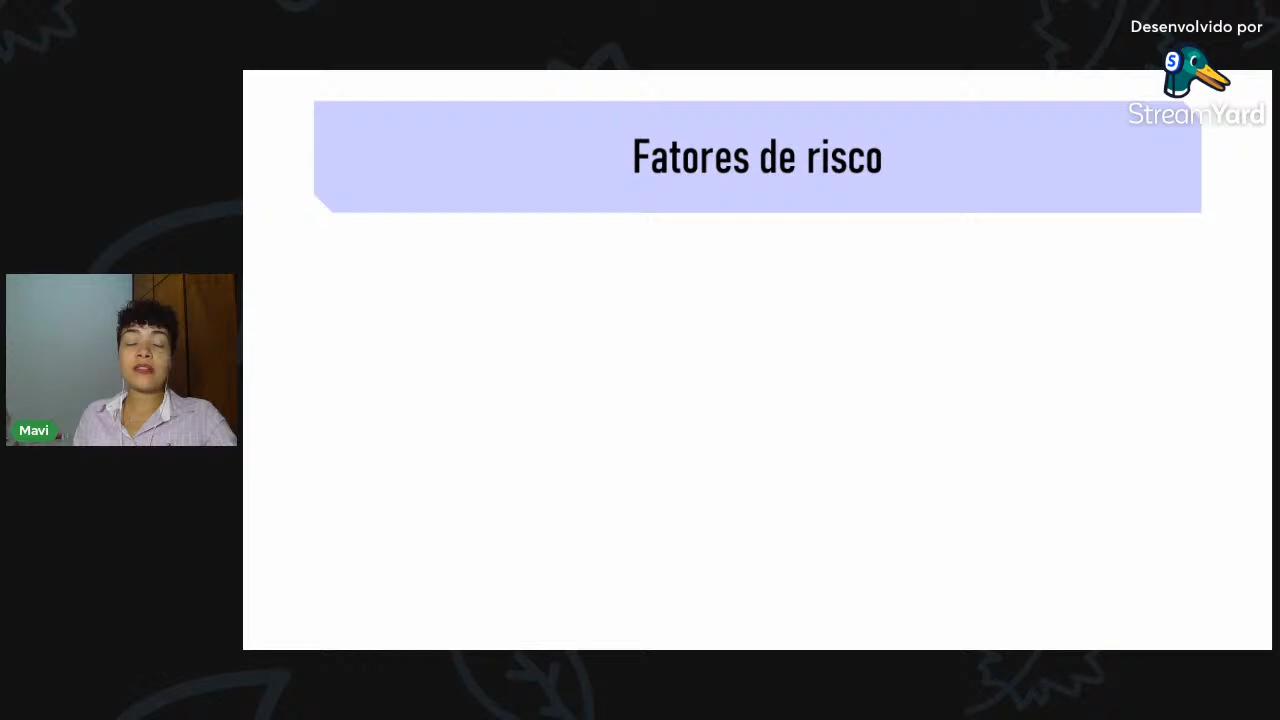 Desenvolvido por
S
StreamYard
Fatores de risco
Mavi